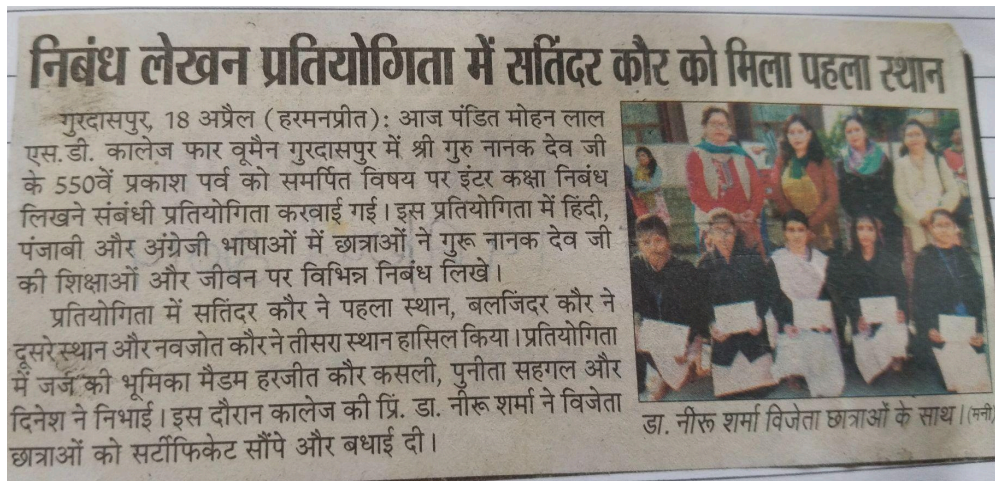 निबंध लेखन प्रतियोगिता में सतिंदर कौर को मिला पहला स्थान
गुरदासपुर, 18 अप्रैल (हरमनप्रीत): आज पंडित मोहन लाल
एस.डी. कालेज फार वूमैन गुरदासपुर में श्री गुरु नानक देव जी
के 550वें प्रकाश पर्व को समर्पित विषय पर इंटर कक्षा निबंध
लिखने संबंधी प्रतियोगिता करवाई गई। इस प्रतियोगिता में हिंदी,
पंजाबी और अंग्रेजी भाषाओं में छात्राओं ने गुरू नानक देव जी
की शिक्षाओं और जीवन पर विभिन्न निबंध लिखे।
प्रतियोगिता में सतिंदर कौर ने पहला स्थान, बलजिंदर कौर ने
दूसरे स्थान और नवजोत कौर ने तीसरा स्थान हासिल किया। प्रतियोगिता
में जज की भूमिका मैडम हरजीत कौर कसली, पुनीता सहगल और
दिनेश ने निभाई। इस दौरान कालेज की प्रिं. डा. नीरू शर्मा ने विजेता
छात्राओं को सर्टीफिकेट सौंपे और बधाई दी।
डा. नीरू शर्मा विजेता छात्राओं के साथ। (मनी)